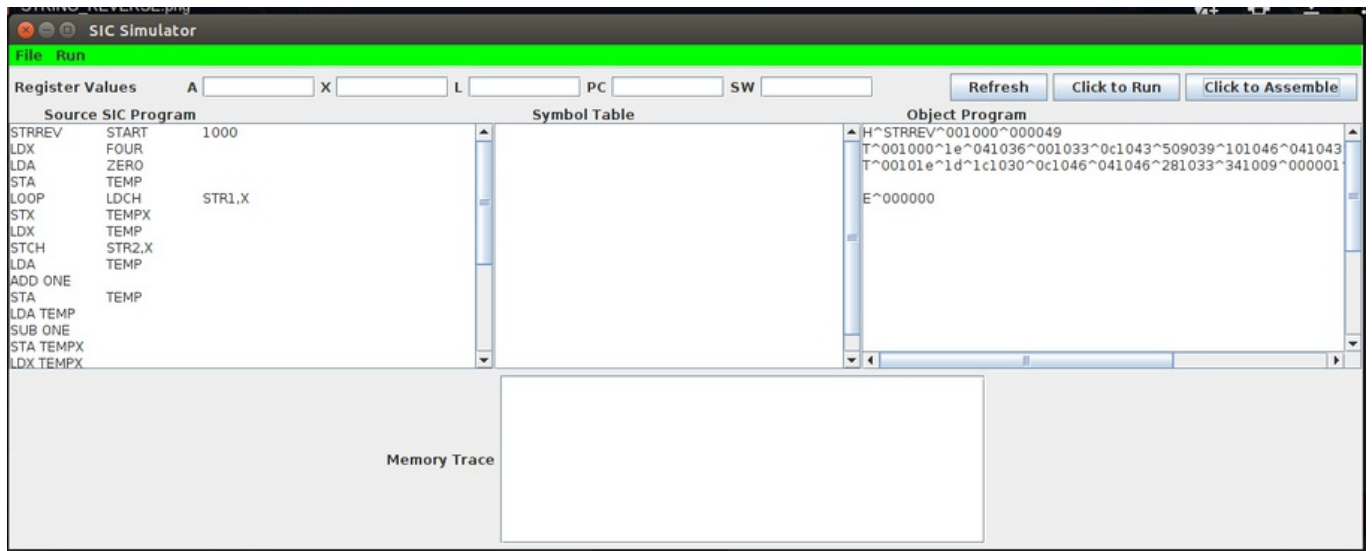 STRING_REVERSE.png
SIC Simulator
File Run
Register Values A X L PC SW Refresh Click to Run Click to Assemble
Source SIC Program Symbol Table Object Program
STRREV START 1000
LDX FOUR
LDA ZERO
STA TEMP
LOOP LDCH STR1,X
STX TEMPX
LDX TEMP
STCH STR2,X
LDA TEMP
ADD ONE
STA TEMP
LDA TEMP
SUB ONE
STA TEMPX
LDX TEMPX
H^STRREV^001000^000049
T^001000^1e^041036^001033^0c1043^509039^101046^041043
T^00101e^1d^1c1030^0c1046^041046^281033^341009^000001^
E^000000
Memory Trace